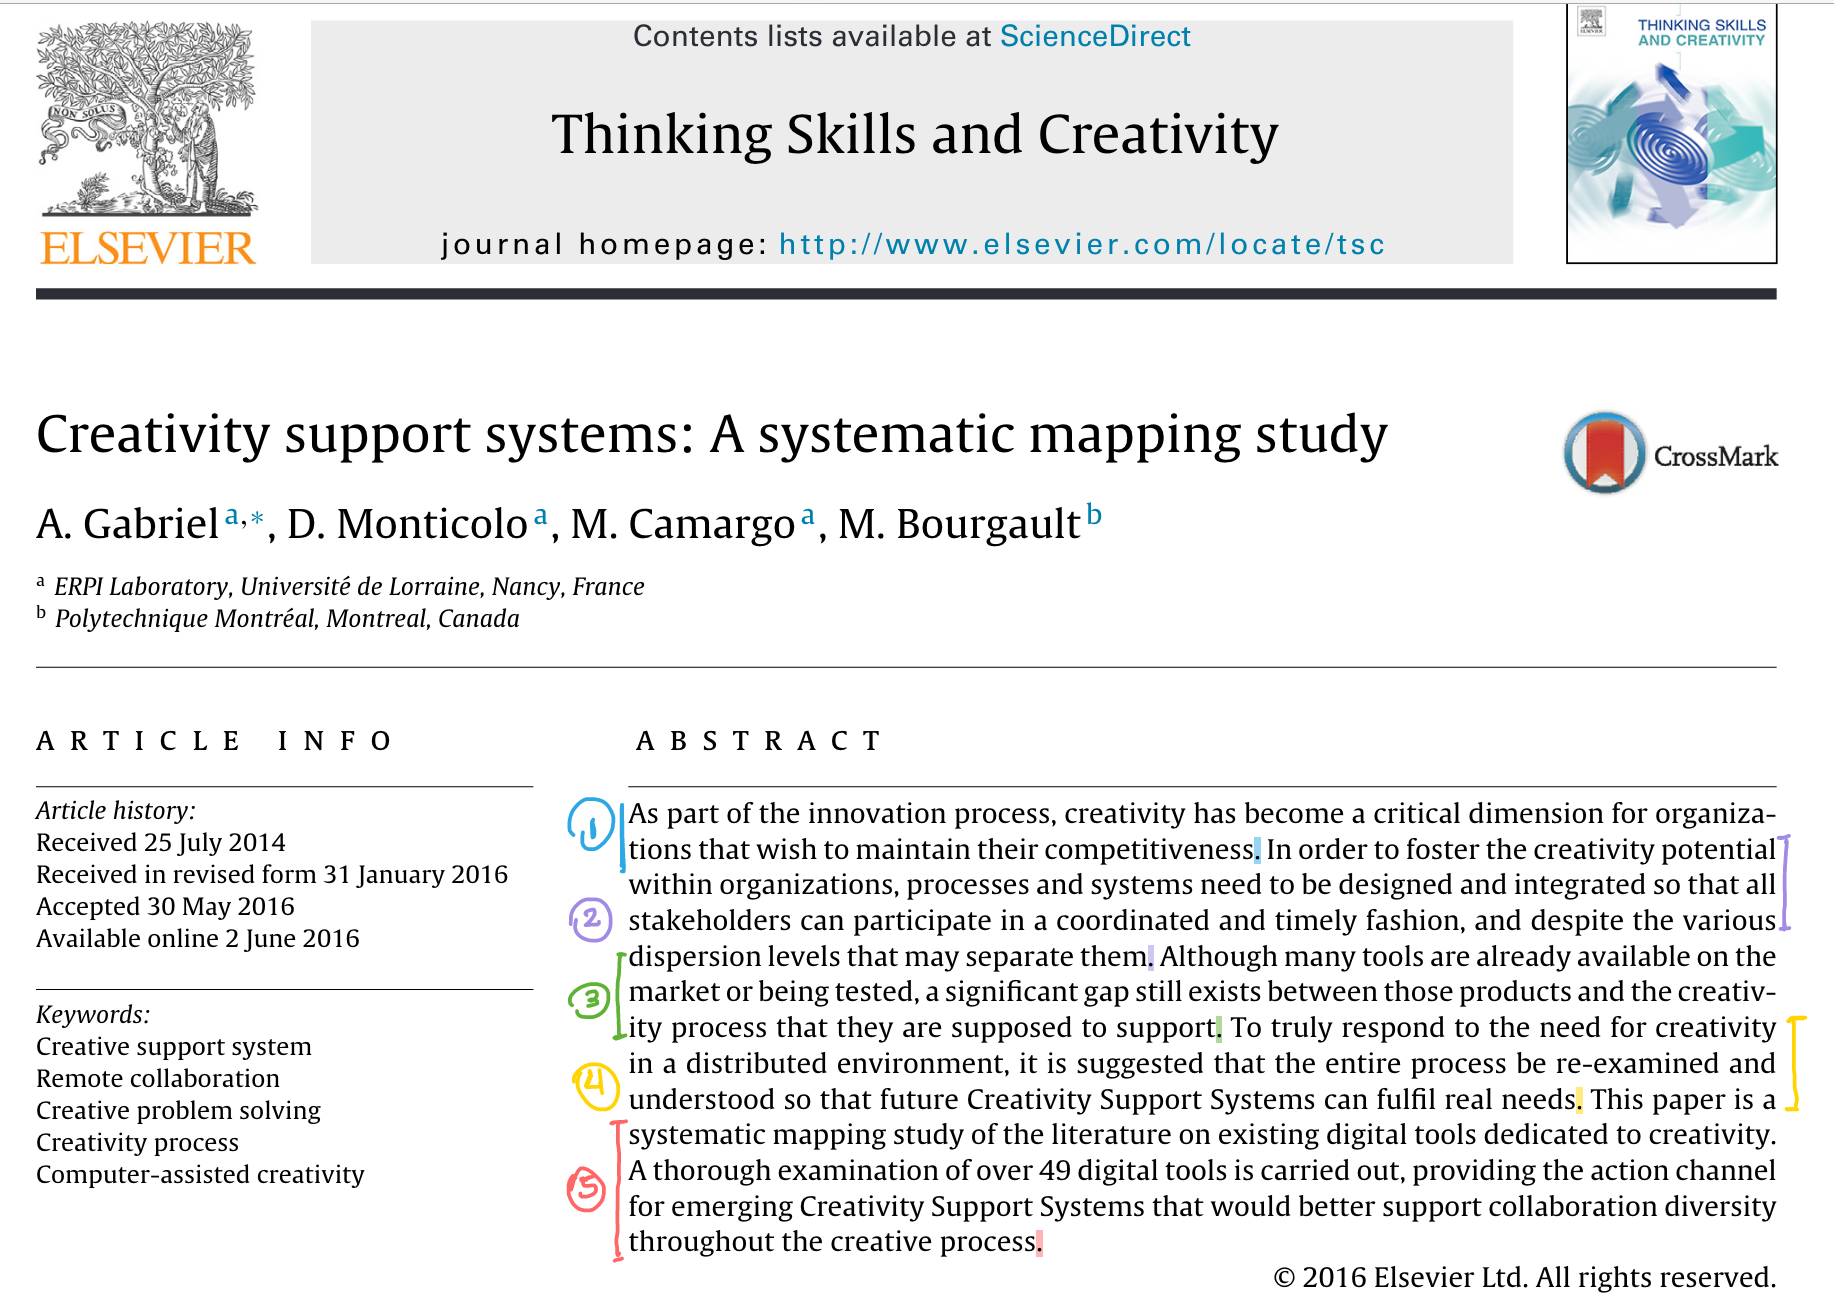 Contents lists available at ScienceDirect
THINKING SKILLS
AND CREATIVITY
NON SOLUS
Thinking Skills and Creativity
ELSEVIER
journal homepage: http://www.elsevier.com/locate/tsc
Creativity support systems: A systematic mapping study
CrossMark
A. Gabriel a,*, D. Monticolo a, M. Camargo a, M. Bourgault b
a ERPI Laboratory, Université de Lorraine, Nancy, France
b Polytechnique Montréal, Montreal, Canada
ARTICLE INFO
Article history:
Received 25 July 2014
Received in revised form 31 January 2016
Accepted 30 May 2016
Available online 2 June 2016
Keywords:
Creative support system
Remote collaboration
Creative problem solving
Creativity process
Computer-assisted creativity
ABSTRACT
1
2
3
4
5
As part of the innovation process, creativity has become a critical dimension for organiza-
tions that wish to maintain their competitiveness. In order to foster the creativity potential
within organizations, processes and systems need to be designed and integrated so that all
stakeholders can participate in a coordinated and timely fashion, and despite the various
dispersion levels that may separate them. Although many tools are already available on the
market or being tested, a significant gap still exists between those products and the creativ-
ity process that they are supposed to support. To truly respond to the need for creativity
in a distributed environment, it is suggested that the entire process be re-examined and
understood so that future Creativity Support Systems can fulfil real needs. This paper is a
systematic mapping study of the literature on existing digital tools dedicated to creativity.
A thorough examination of over 49 digital tools is carried out, providing the action channel
for emerging Creativity Support Systems that would better support collaboration diversity
throughout the creative process.
© 2016 Elsevier Ltd. All rights reserved.